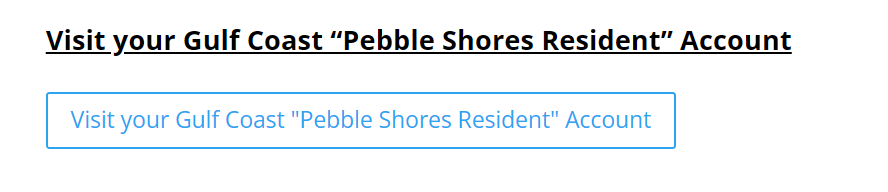 Visit your Gulf Coast “Pebble Shores Resident” Account
Visit your Gulf Coast "Pebble Shores Resident" Account